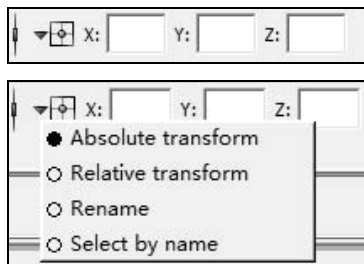 X: Y: Z:
X: Y: Z:
Absolute transform
Relative transform
Rename
Select by name